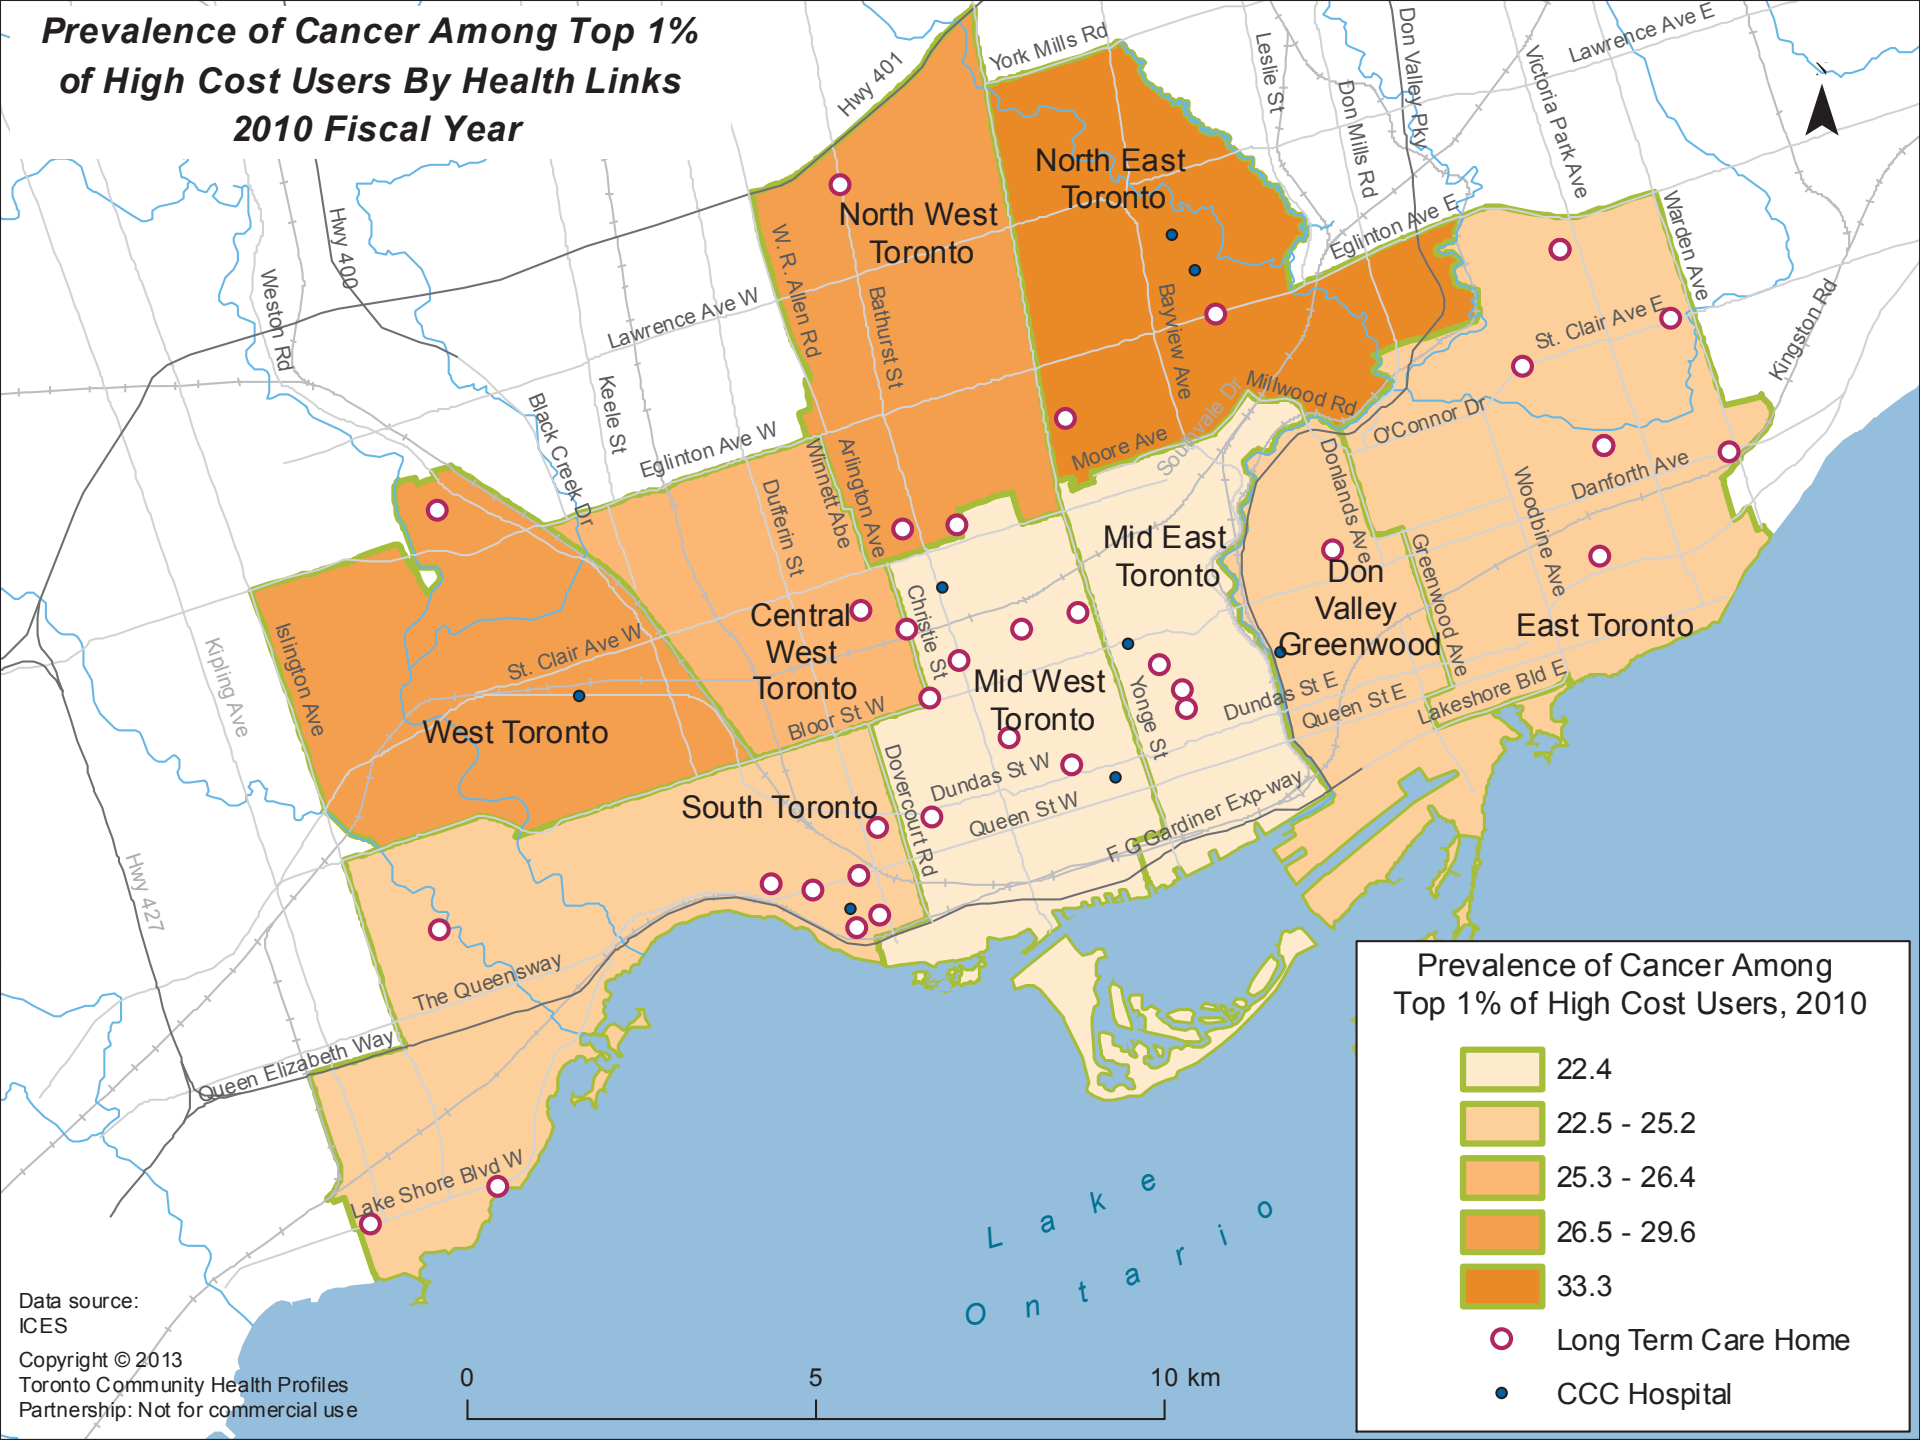 Prevalence of Cancer Among Top 1%
of High Cost Users By Health Links
2010 Fiscal Year
Hwy 401
York Mills Rd
Leslie St
Don Mills Rd
Don Valley Pky
Victoria Park Ave
Lawrence Ave E
N
North East
Toronto
North West
Toronto
Eglinton Ave E
Warden Ave
Kingston Rd
Hwy 400
Weston Rd
W. R. Allen Rd
Bathurst St
Bayview Ave
St. Clair Ave E
Lawrence Ave W
Black Creek Dr
Keele St
Eglinton Ave W
Winnett Abe
Arlington Ave
Dufferin St
Moore Ave
Southvale Dr
Millwood Rd
O'Connor Dr
Donlands Ave
Danforth Ave
Woodbine Ave
Greenwood Ave
Mid East
Toronto
Don
Valley
Greenwood
East Toronto
Central
West
Toronto
Christie St
Mid West
Toronto
Yonge St
Kipling Ave
Islington Ave
St. Clair Ave W
West Toronto
Bloor St W
Dundas St E
Queen St E
Lakeshore Bld E
South Toronto
Dovercourt Rd
Dundas St W
Queen St W
F G Gardiner Exp-way
Hwy 427
The Queensway
Queen Elizabeth Way
Lake Shore Blvd W
Lake
Ontario
Prevalence of Cancer Among
Top 1% of High Cost Users, 2010
22.4
22.5 - 25.2
25.3 - 26.4
26.5 - 29.6
33.3
Long Term Care Home
CCC Hospital
Data source:
ICES
Copyright © 2013
Toronto Community Health Profiles
Partnership: Not for commercial use
0 5 10 km